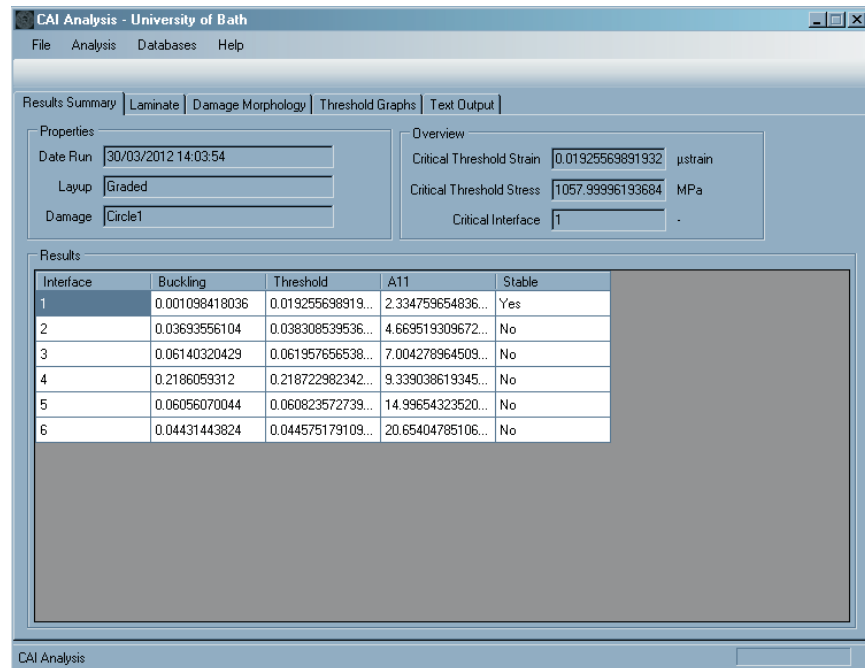 CAI Analysis - University of Bath
File Analysis Databases Help
Results Summary Laminate Damage Morphology Threshold Graphs Text Output
Properties
Date Run 30/03/2012 14:03:54
Layup Graded
Damage Circle1
Overview
Critical Threshold Strain 0.01925569891932 µstrain
Critical Threshold Stress 1057.99996193684 MPa
Critical Interface 1 -
Results
Interface Buckling Threshold A11 Stable
1 0.001098418036 0.019255698919... 2.334759654836... Yes
2 0.03693556104 0.038308539536... 4.669519309672... No
3 0.06140320429 0.061957656538... 7.004278964509... No
4 0.2186059312 0.218722982342... 9.339038619345... No
5 0.06056070044 0.060823572739... 14.99654323520... No
6 0.04431443824 0.044575179109... 20.65404785106... No
CAI Analysis